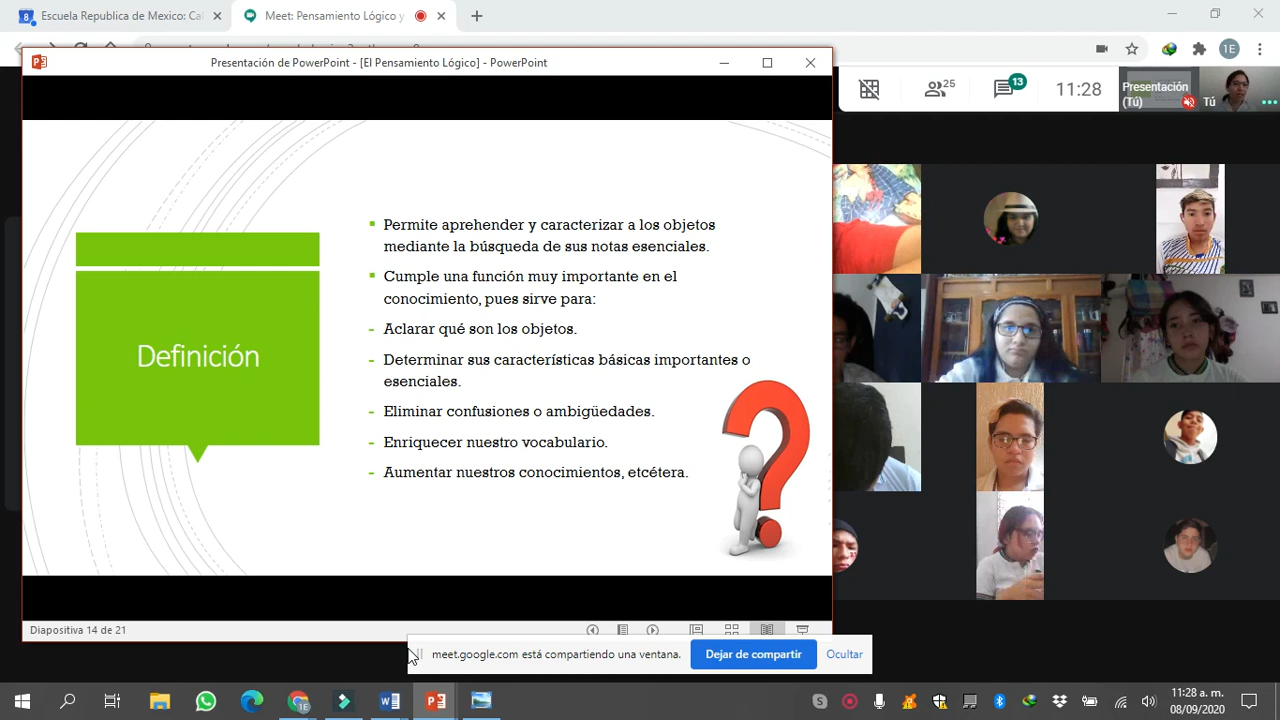 Escuela Republica de Mexico: Cal
Meet: Pensamiento Lógico y
1E
Presentación de PowerPoint - [El Pensamiento Lógico] - PowerPoint
25
13
11:28
Presentación
(Tú)
Tú
Definición
Permite aprehender y caracterizar a los objetos
mediante la búsqueda de sus notas esenciales.
Cumple una función muy importante en el
conocimiento, pues sirve para:
- Aclarar qué son los objetos.
- Determinar sus características básicas importantes o
esenciales.
- Eliminar confusiones o ambigüedades.
- Enriquecer nuestro vocabulario.
- Aumentar nuestros conocimientos, etcétera.
Diapositiva 14 de 21
meet.google.com está compartiendo una ventana.
Dejar de compartir
Ocultar
11:28 a. m.
08/09/2020